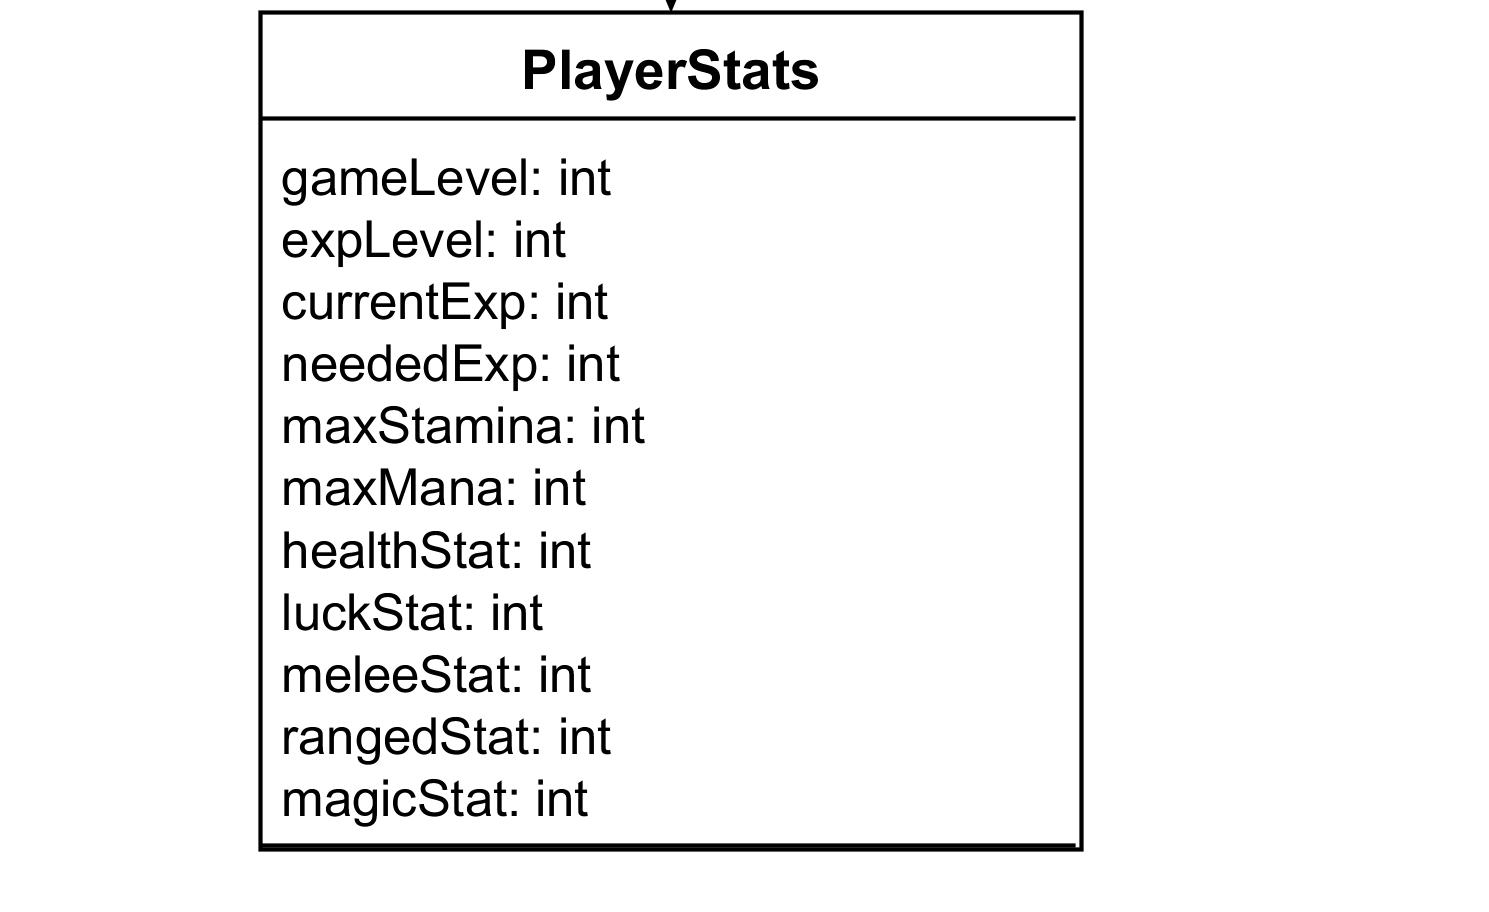 PlayerStats
gameLevel: int
expLevel: int
currentExp: int
neededExp: int
maxStamina: int
maxMana: int
healthStat: int
luckStat: int
meleeStat: int
rangedStat: int
magicStat: int